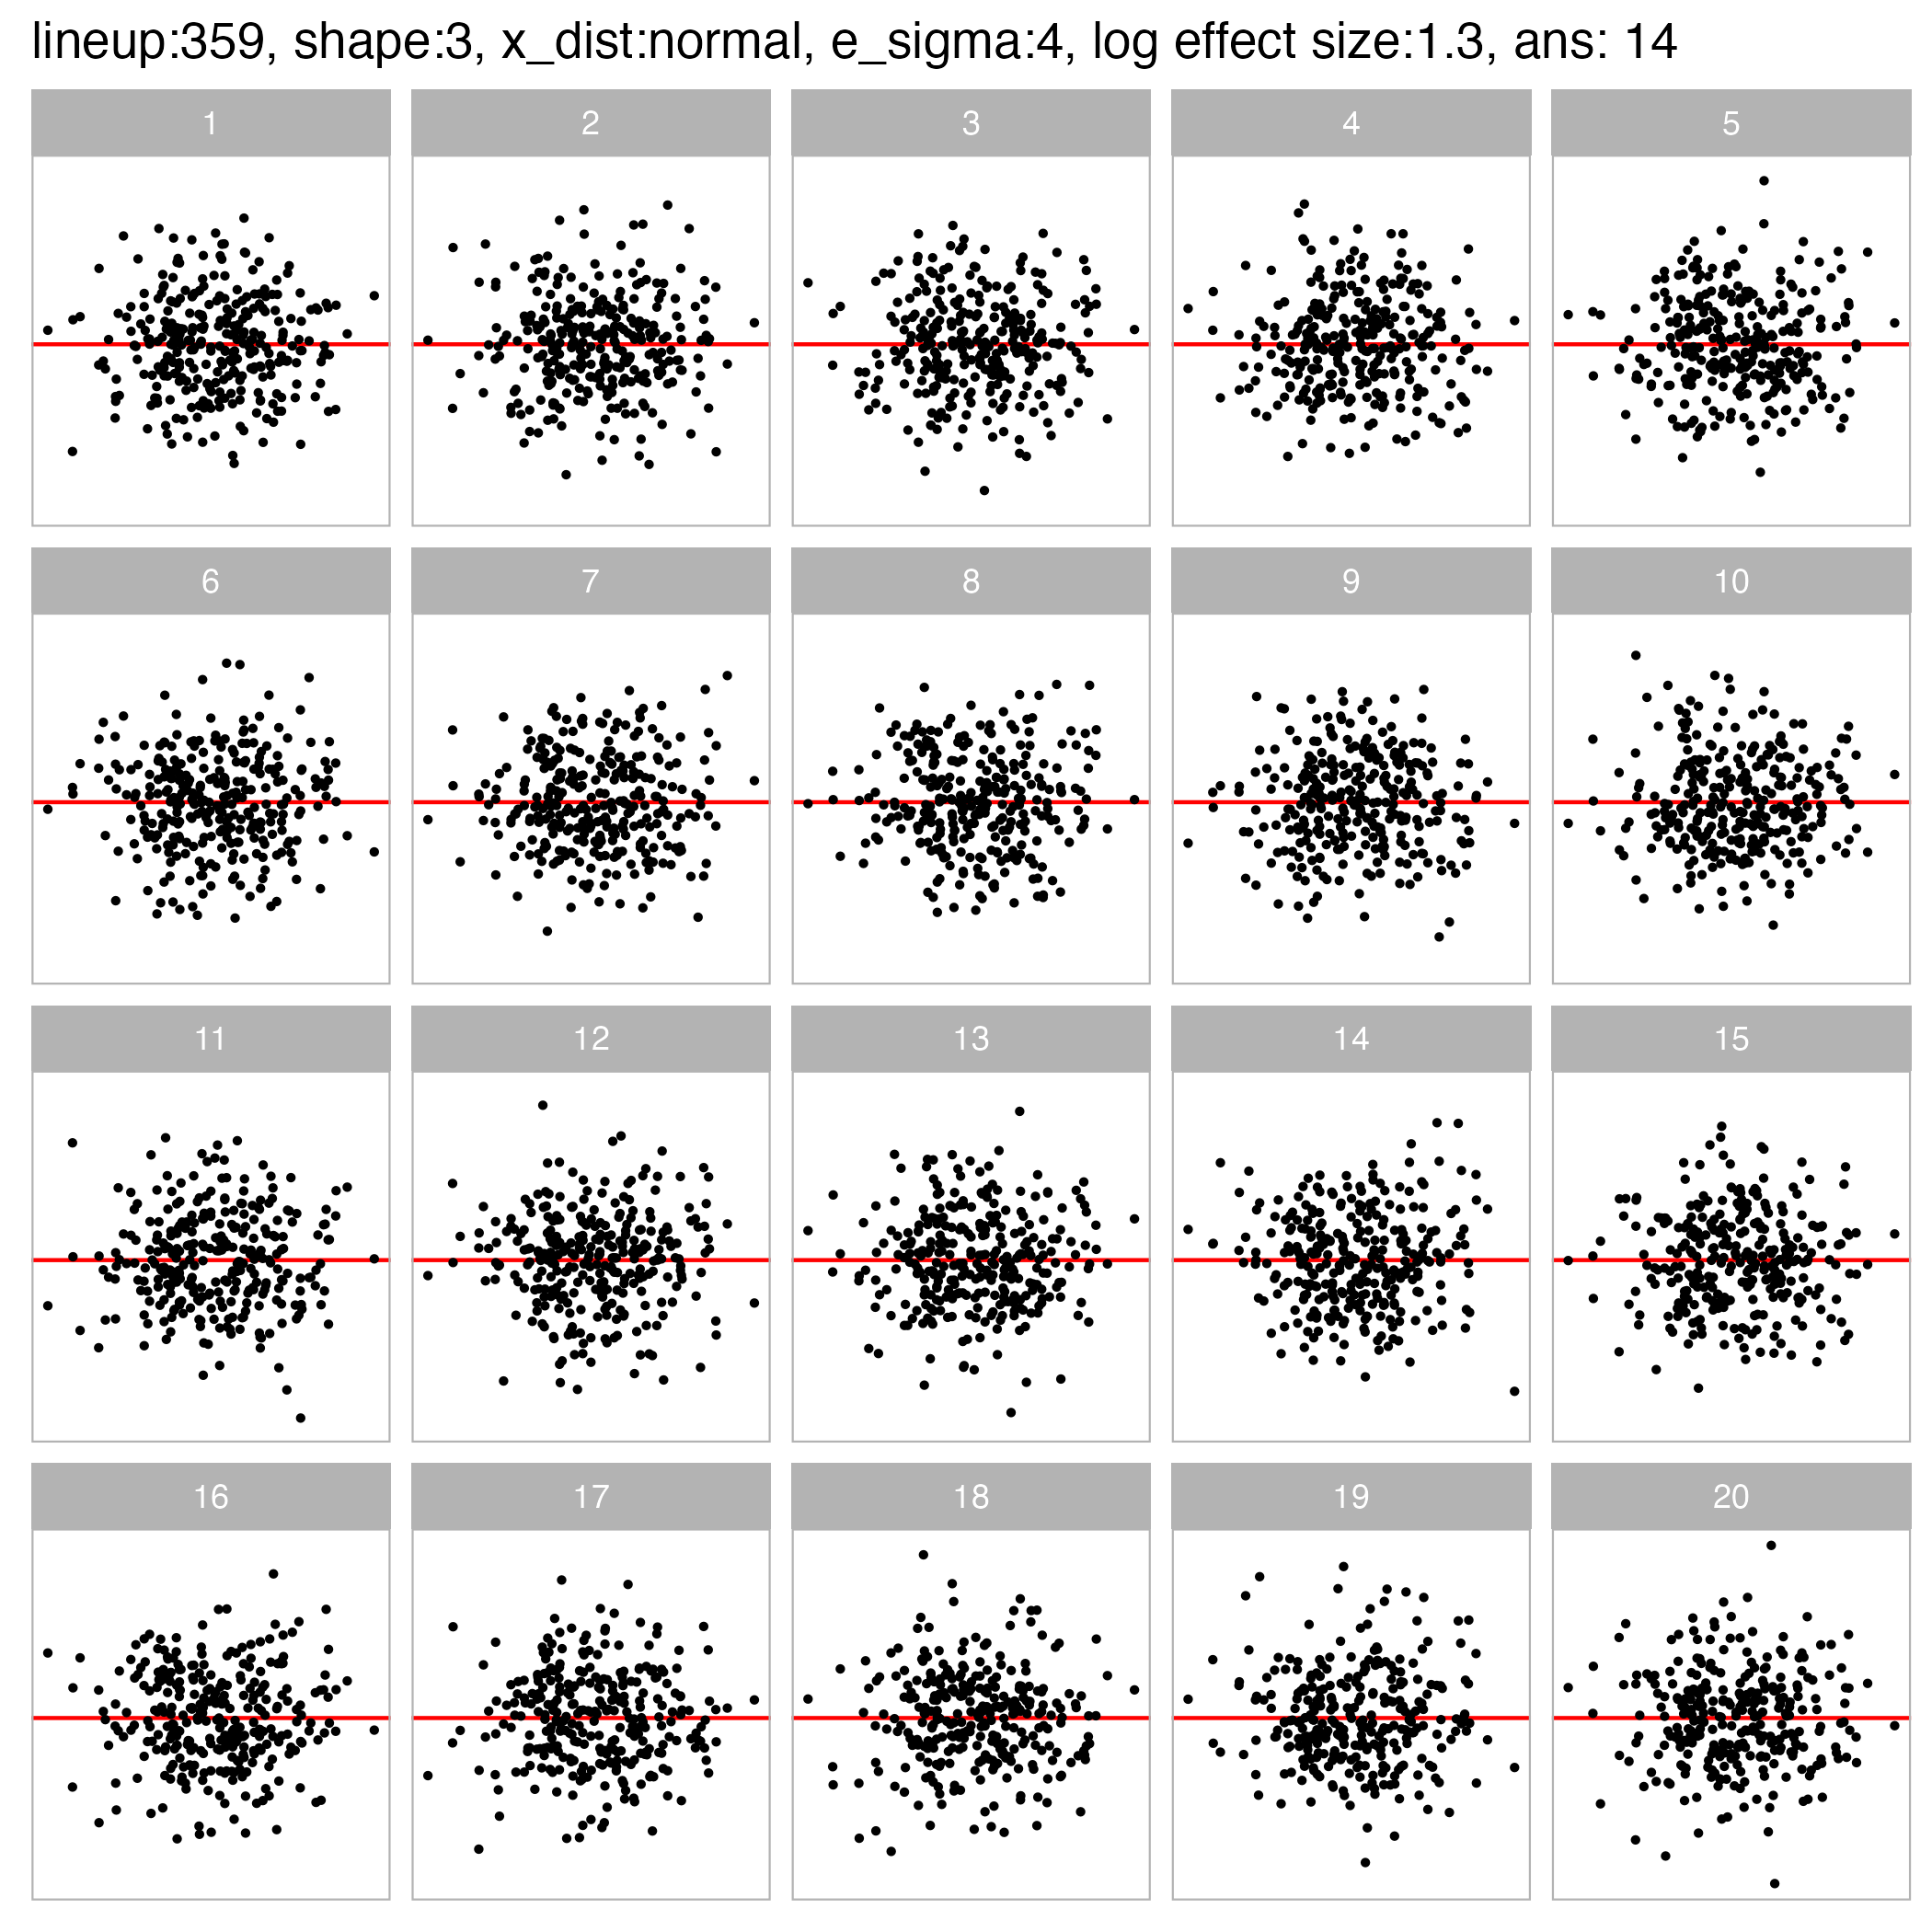 lineup:359, shape:3, x_dist:normal, e_sigma:4, log effect size:1.3, ans: 14
1 2 3 4 5
6 7 8 9 10
11 12 13 14 15
16 17 18 19 20